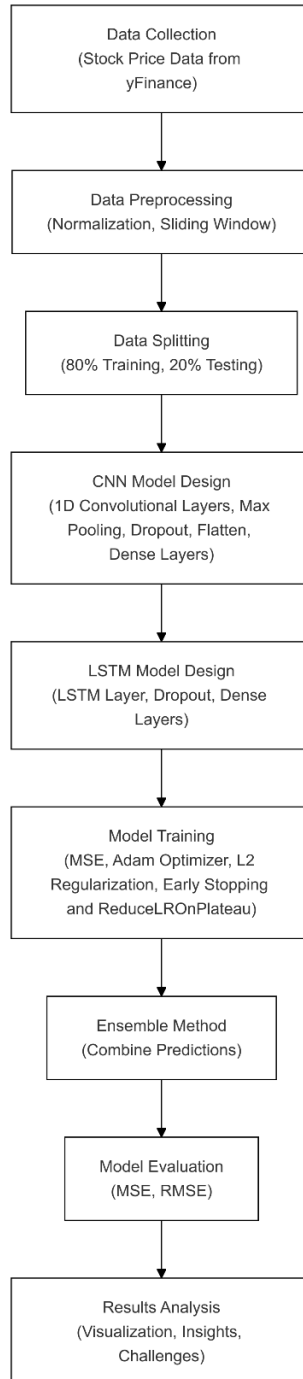 Data Collection
(Stock Price Data from
yFinance)
Data Preprocessing
(Normalization, Sliding Window)
Data Splitting
(80% Training, 20% Testing)
CNN Model Design
(1D Convolutional Layers, Max
Pooling, Dropout, Flatten,
Dense Layers)
LSTM Model Design
(LSTM Layer, Dropout, Dense
Layers)
Model Training
(MSE, Adam Optimizer, L2
Regularization, Early Stopping
and ReduceLROnPlateau)
Ensemble Method
(Combine Predictions)
Model Evaluation
(MSE, RMSE)
Results Analysis
(Visualization, Insights,
Challenges)